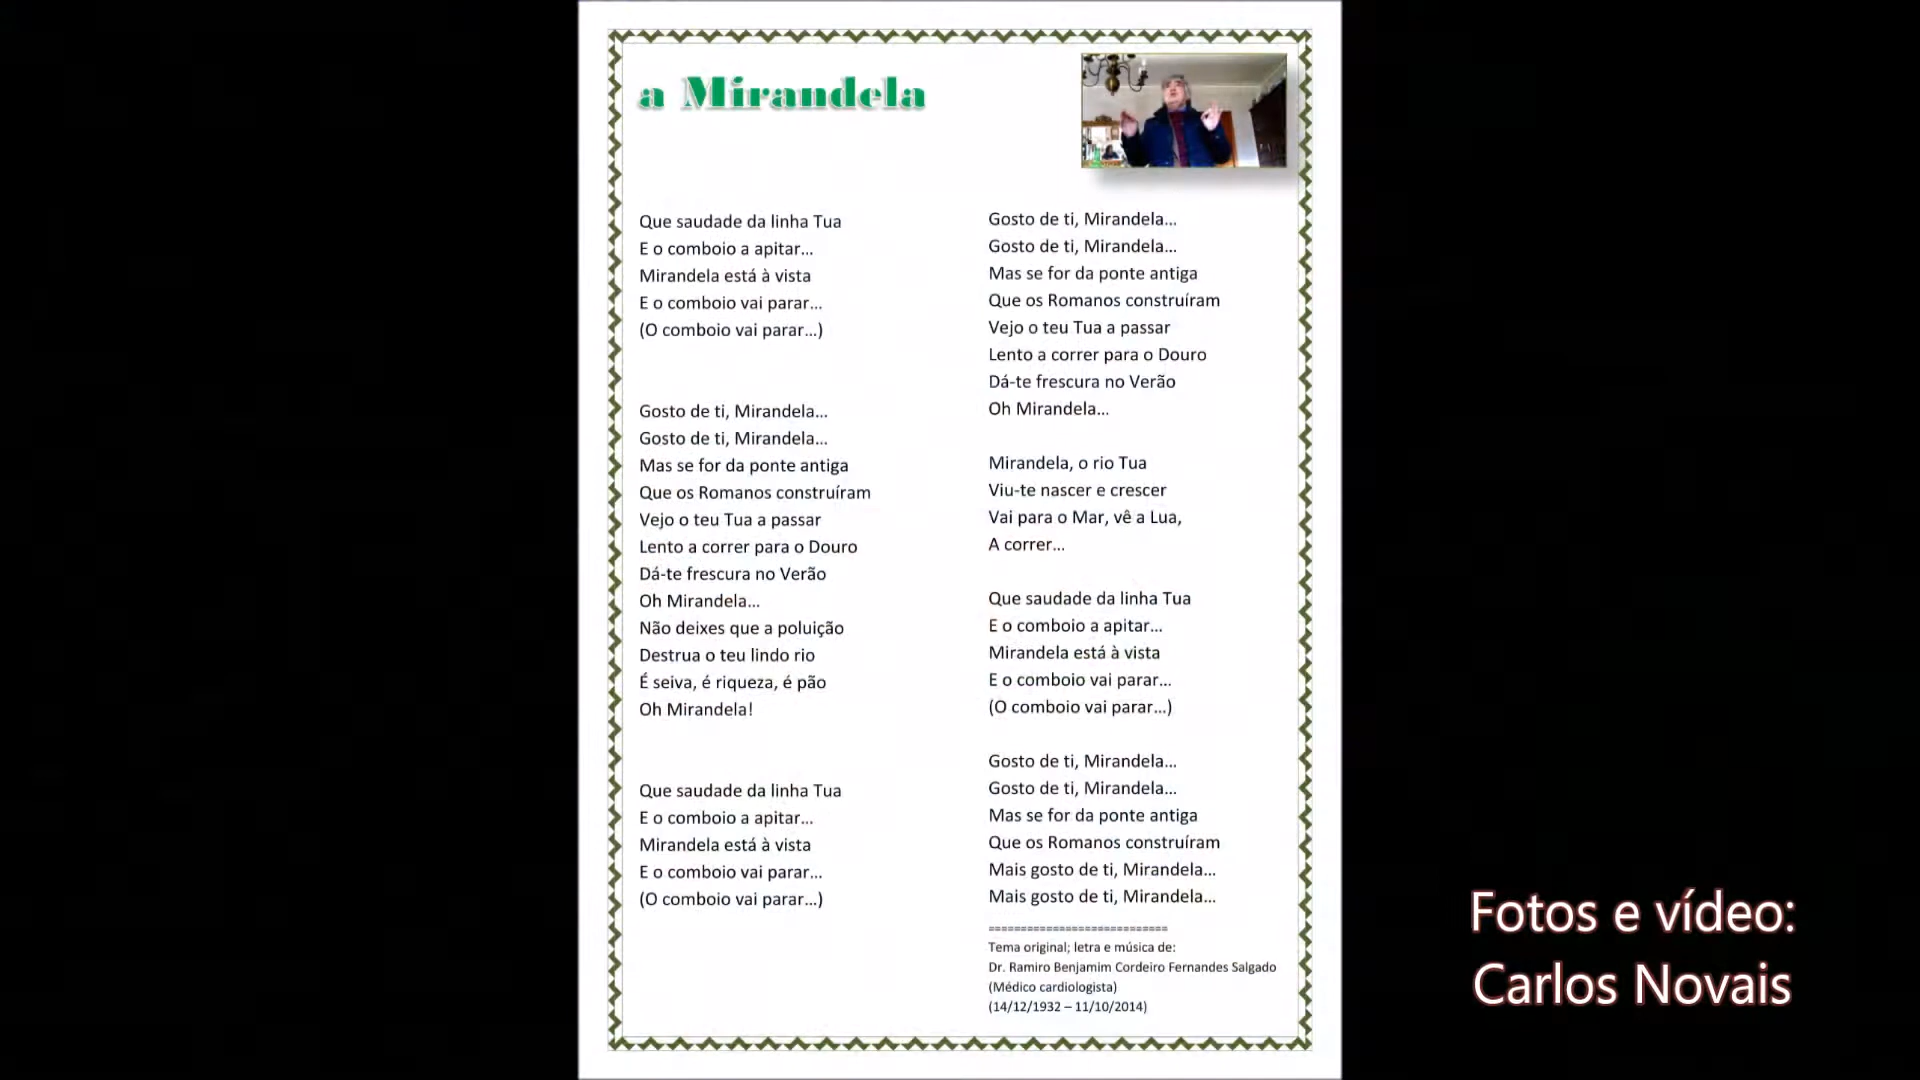 a Mirandela
Que saudade da linha Tua
E o comboio a apitar...
Mirandela está à vista
E o comboio vai parar...
(O comboio vai parar...)
Gosto de ti, Mirandela...
Gosto de ti, Mirandela...
Mas se for da ponte antiga
Que os Romanos construíram
Vejo o teu Tua a passar
Lento a correr para o Douro
Dá-te frescura no Verão
Oh Mirandela...
Não deixes que a poluição
Destrua o teu lindo rio
É seiva, é riqueza, é pão
Oh Mirandela!
Que saudade da linha Tua
E o comboio a apitar...
Mirandela está à vista
E o comboio vai parar...
(O comboio vai parar...)
Gosto de ti, Mirandela...
Gosto de ti, Mirandela...
Mas se for da ponte antiga
Que os Romanos construíram
Vejo o teu Tua a passar
Lento a correr para o Douro
Dá-te frescura no Verão
Oh Mirandela...
Mirandela, o rio Tua
Viu-te nascer e crescer
Vai para o Mar, vê a Lua,
A correr...
Que saudade da linha Tua
E o comboio a apitar...
Mirandela está à vista
E o comboio vai parar...
(O comboio vai parar...)
Gosto de ti, Mirandela...
Gosto de ti, Mirandela...
Mas se for da ponte antiga
Que os Romanos construíram
Mais gosto de ti, Mirandela...
Mais gosto de ti, Mirandela...
============================
Tema original; letra e música de:
Dr. Ramiro Benjamim Cordeiro Fernandes Salgado
(Médico cardiologista)
(14/12/1932 – 11/10/2014)
Fotos e vídeo:
Carlos Novais